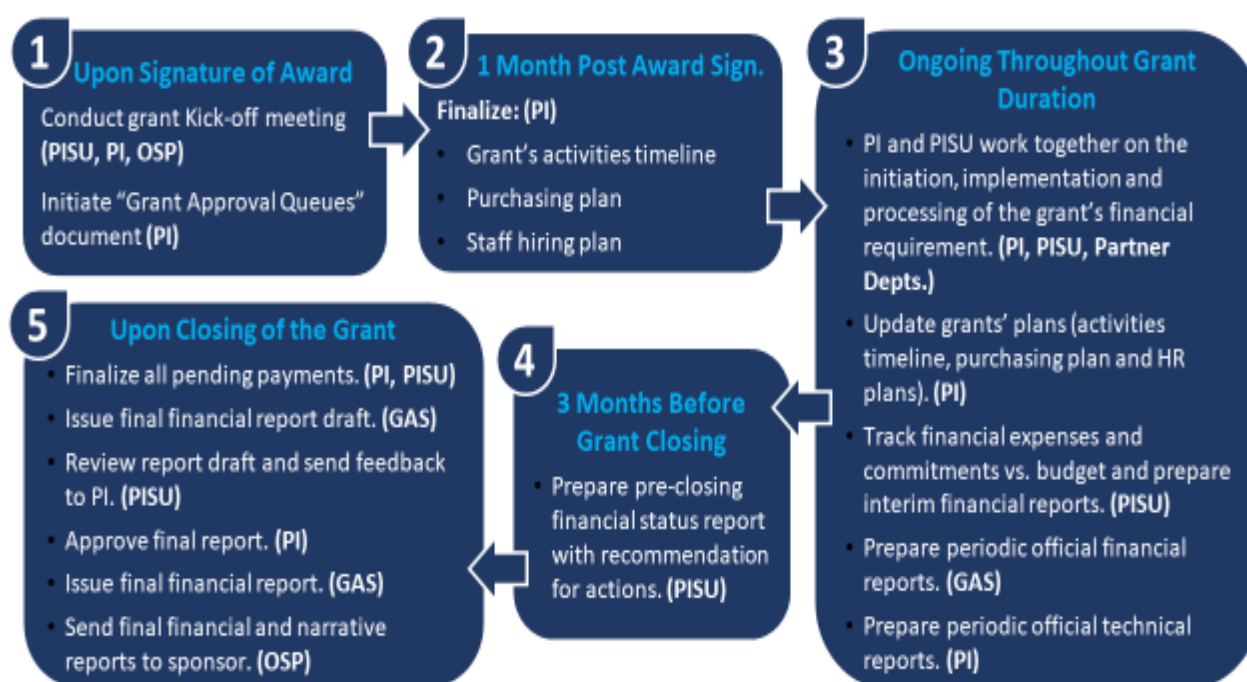 1
Upon Signature of Award
Conduct grant Kick-off meeting
(PISU, PI, OSP)
Initiate “Grant Approval Queues”
document (PI)
2
1 Month Post Award Sign.
Finalize: (PI)
• Grant’s activities timeline
• Purchasing plan
• Staff hiring plan
3
Ongoing Throughout Grant
Duration
• PI and PISU work together on the
initiation, implementation and
processing of the grant’s financial
requirement. (PI, PISU, Partner
Depts.)
• Update grants’ plans (activities
timeline, purchasing plan and HR
plans). (PI)
• Track financial expenses and
commitments vs. budget and prepare
interim financial reports. (PISU)
• Prepare periodic official financial
reports. (GAS)
• Prepare periodic official technical
reports. (PI)
4
3 Months Before
Grant Closing
• Prepare pre-closing
financial status report
with recommendation
for actions. (PISU)
5
Upon Closing of the Grant
• Finalize all pending payments. (PI, PISU)
• Issue final financial report draft. (GAS)
• Review report draft and send feedback
to PI. (PISU)
• Approve final report. (PI)
• Issue final financial report. (GAS)
• Send final financial and narrative
reports to sponsor. (OSP)